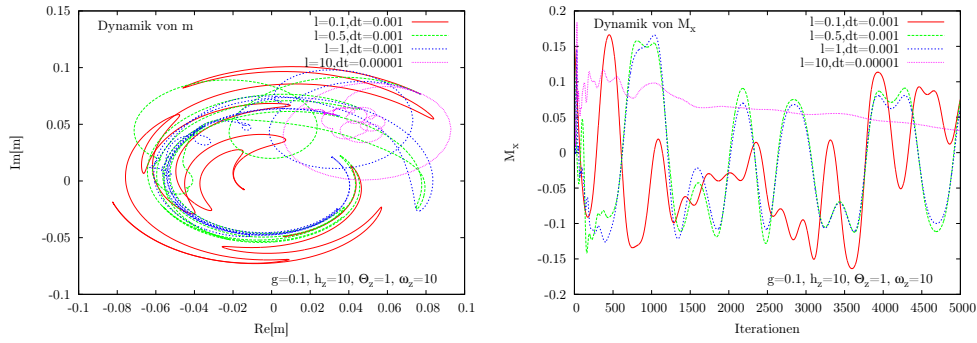 Dynamik von m
l=0.1,dt=0.001
l=0.5,dt=0.001
l=1,dt=0.001
l=10,dt=0.00001
0.15
0.1
0.05
0
-0.05
-0.1
Im[m]
g=0.1, h_z=10, Θ_z=1, ω_z=10
-0.1 -0.08 -0.06 -0.04 -0.02 0 0.02 0.04 0.06 0.08 0.1
Re[m]
Dynamik von M_x
l=0.1,dt=0.001
l=0.5,dt=0.001
l=1,dt=0.001
l=10,dt=0.00001
0.2
0.15
0.1
0.05
0
-0.05
-0.1
-0.15
-0.2
M_x
g=0.1, h_z=10, Θ_z=1, ω_z=10
0 500 1000 1500 2000 2500 3000 3500 4000 4500 5000
Iterationen